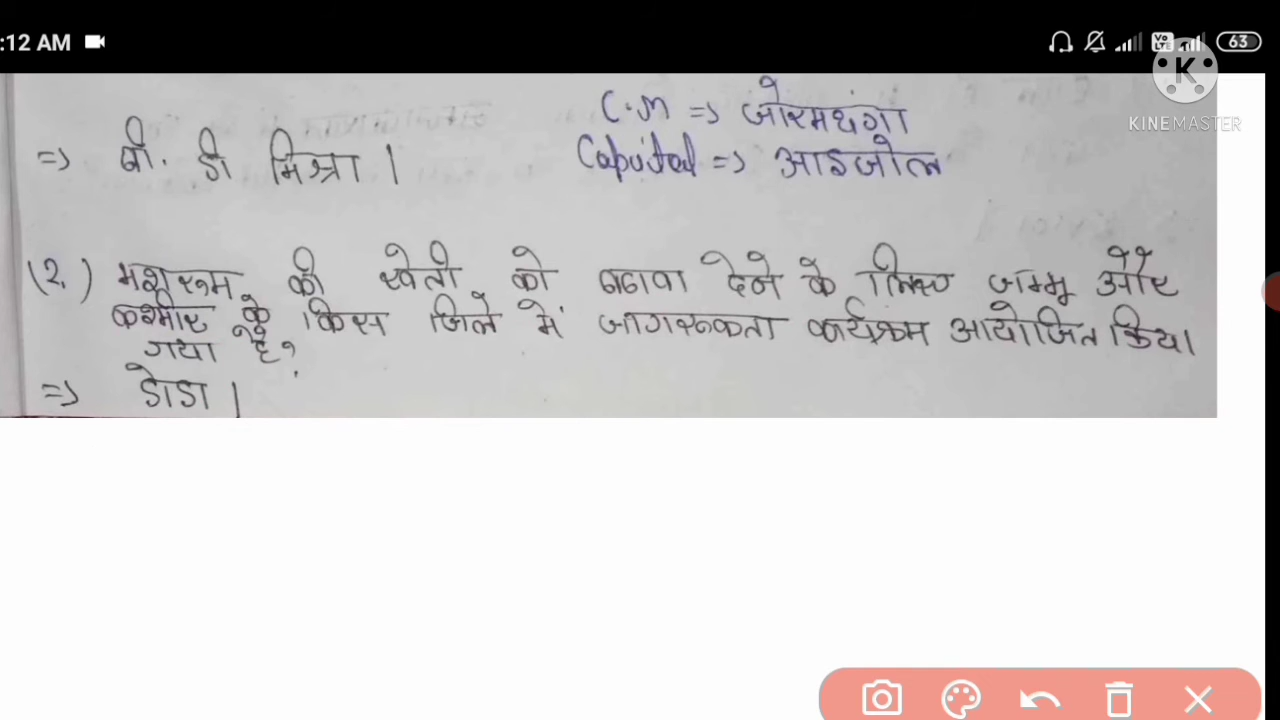 :12 AM
63
K
KINEMASTER
C.M => जोरमथंगा
=> बी. डी मिश्रा |
Capital => आइजोल
(2.) मशरूम की खेती को बढावा देने के लिए जम्मू और
कश्मीर के किस जिले में जागरूकता कार्यक्रम आयोजित किया
गया है?
=> डोडा |